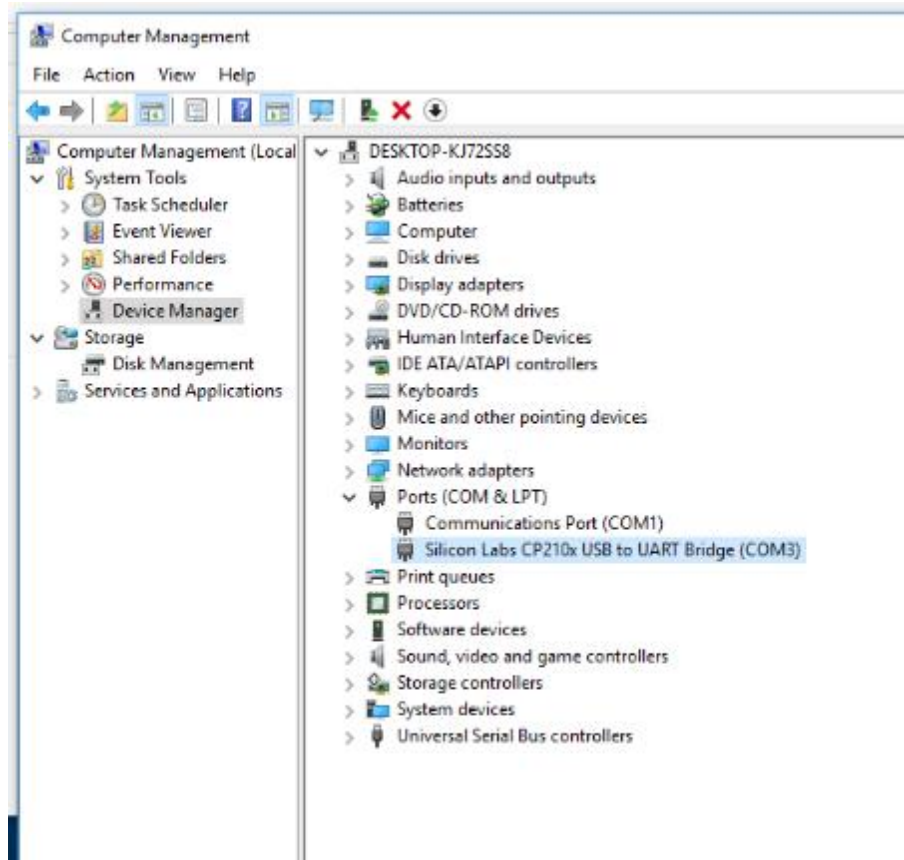 Computer Management
File Action View Help
Computer Management (Local
System Tools
Task Scheduler
Event Viewer
Shared Folders
Performance
Device Manager
Storage
Disk Management
Services and Applications
DESKTOP-KJ72SS8
Audio inputs and outputs
Batteries
Computer
Disk drives
Display adapters
DVD/CD-ROM drives
Human Interface Devices
IDE ATA/ATAPI controllers
Keyboards
Mice and other pointing devices
Monitors
Network adapters
Ports (COM & LPT)
Communications Port (COM1)
Silicon Labs CP210x USB to UART Bridge (COM3)
Print queues
Processors
Software devices
Sound, video and game controllers
Storage controllers
System devices
Universal Serial Bus controllers